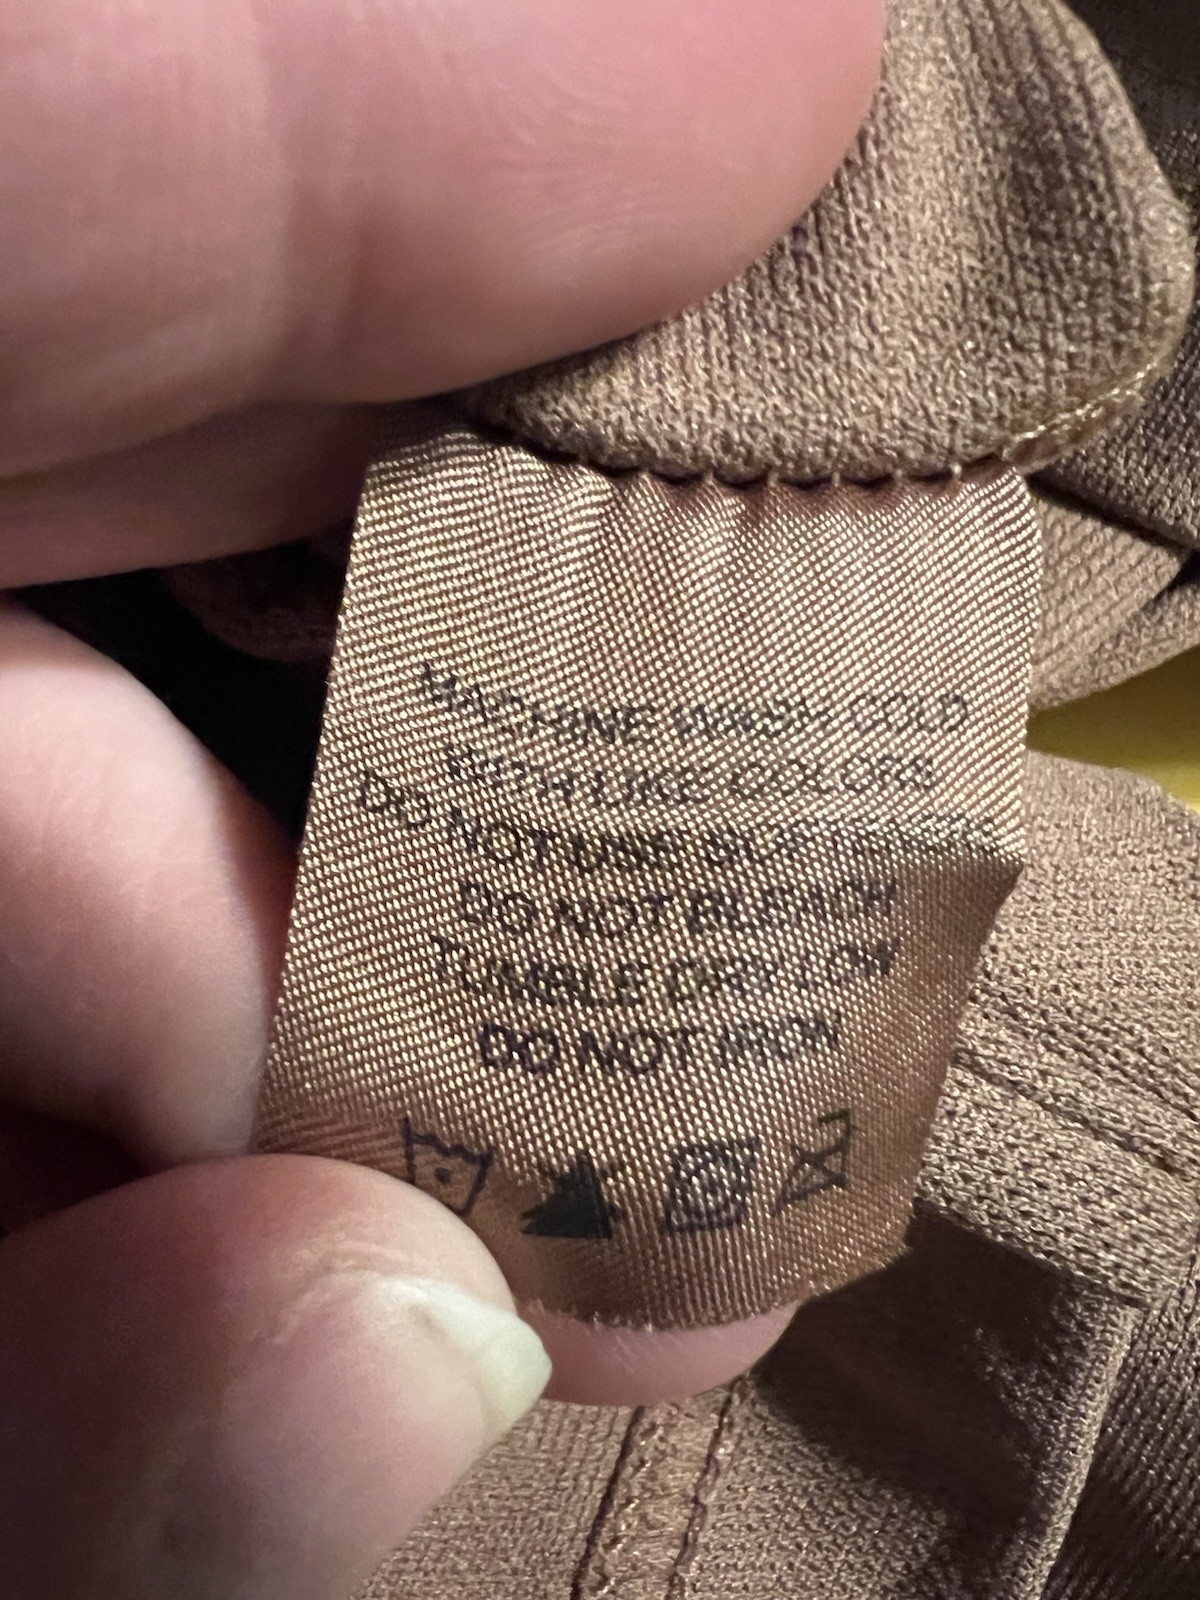 MACHINE WASH COLD
WITH LIKE COLORS
DO NOT USE
DO NOT BLEACH
TUMBLE DRY LOW
DO NOT IRON